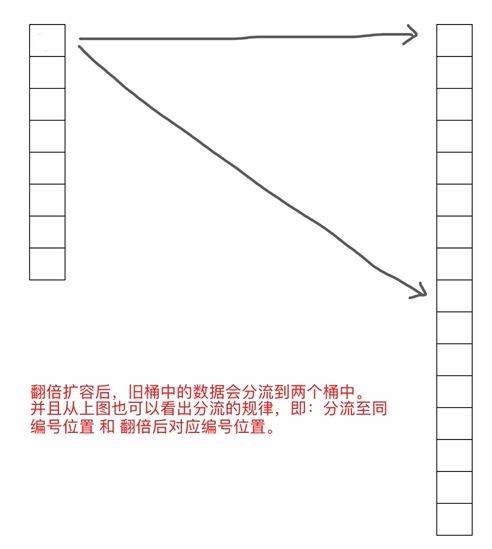 翻倍扩容后，旧桶中的数据会分流到两个桶中。
并且从上图也可以看出分流的规律，即：分流至同
编号位置 和 翻倍后对应编号位置。